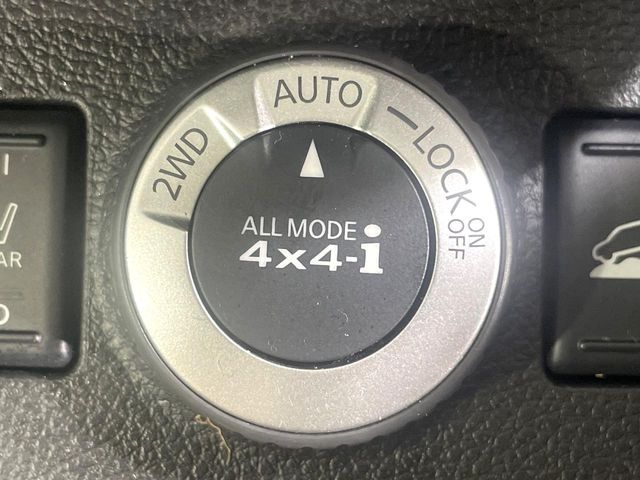 AUTO
2WD
LOCK
ON
OFF
ALL MODE
4x4-i